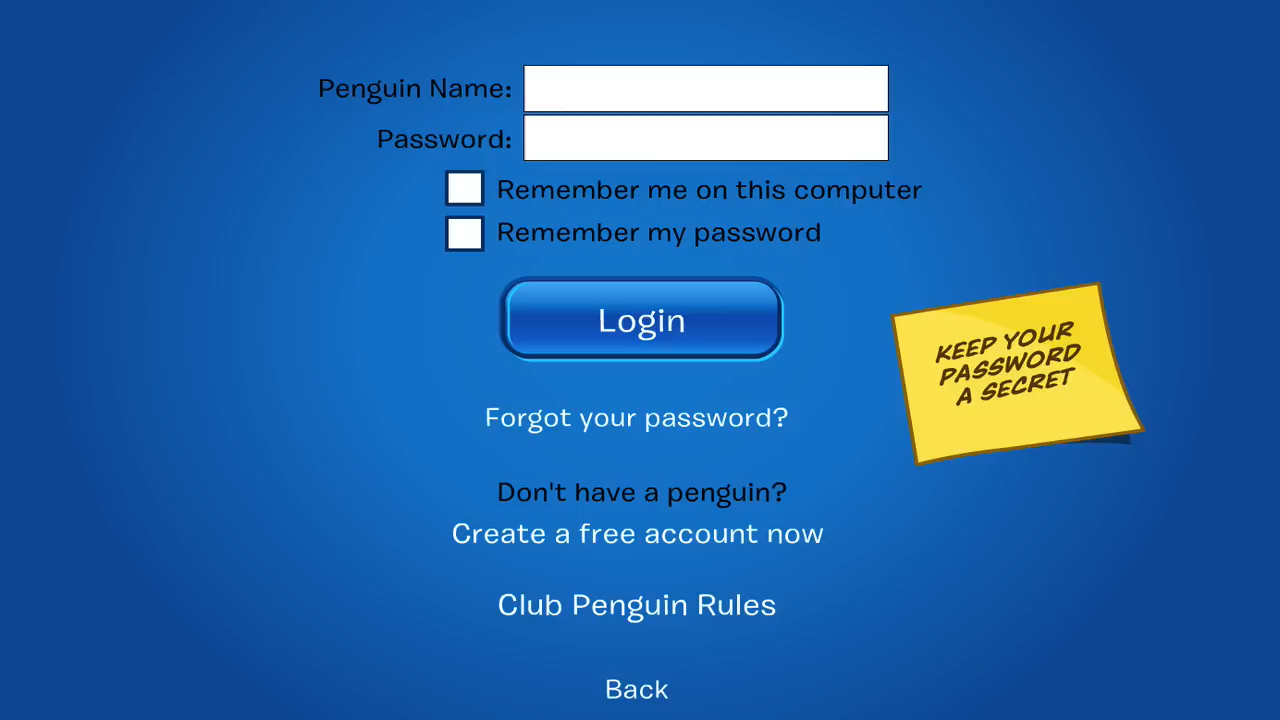 Penguin Name:
Password:
Remember me on this computer
Remember my password
Login
KEEP YOUR
PASSWORD
A SECRET
Forgot your password?
Don't have a penguin?
Create a free account now
Club Penguin Rules
Back